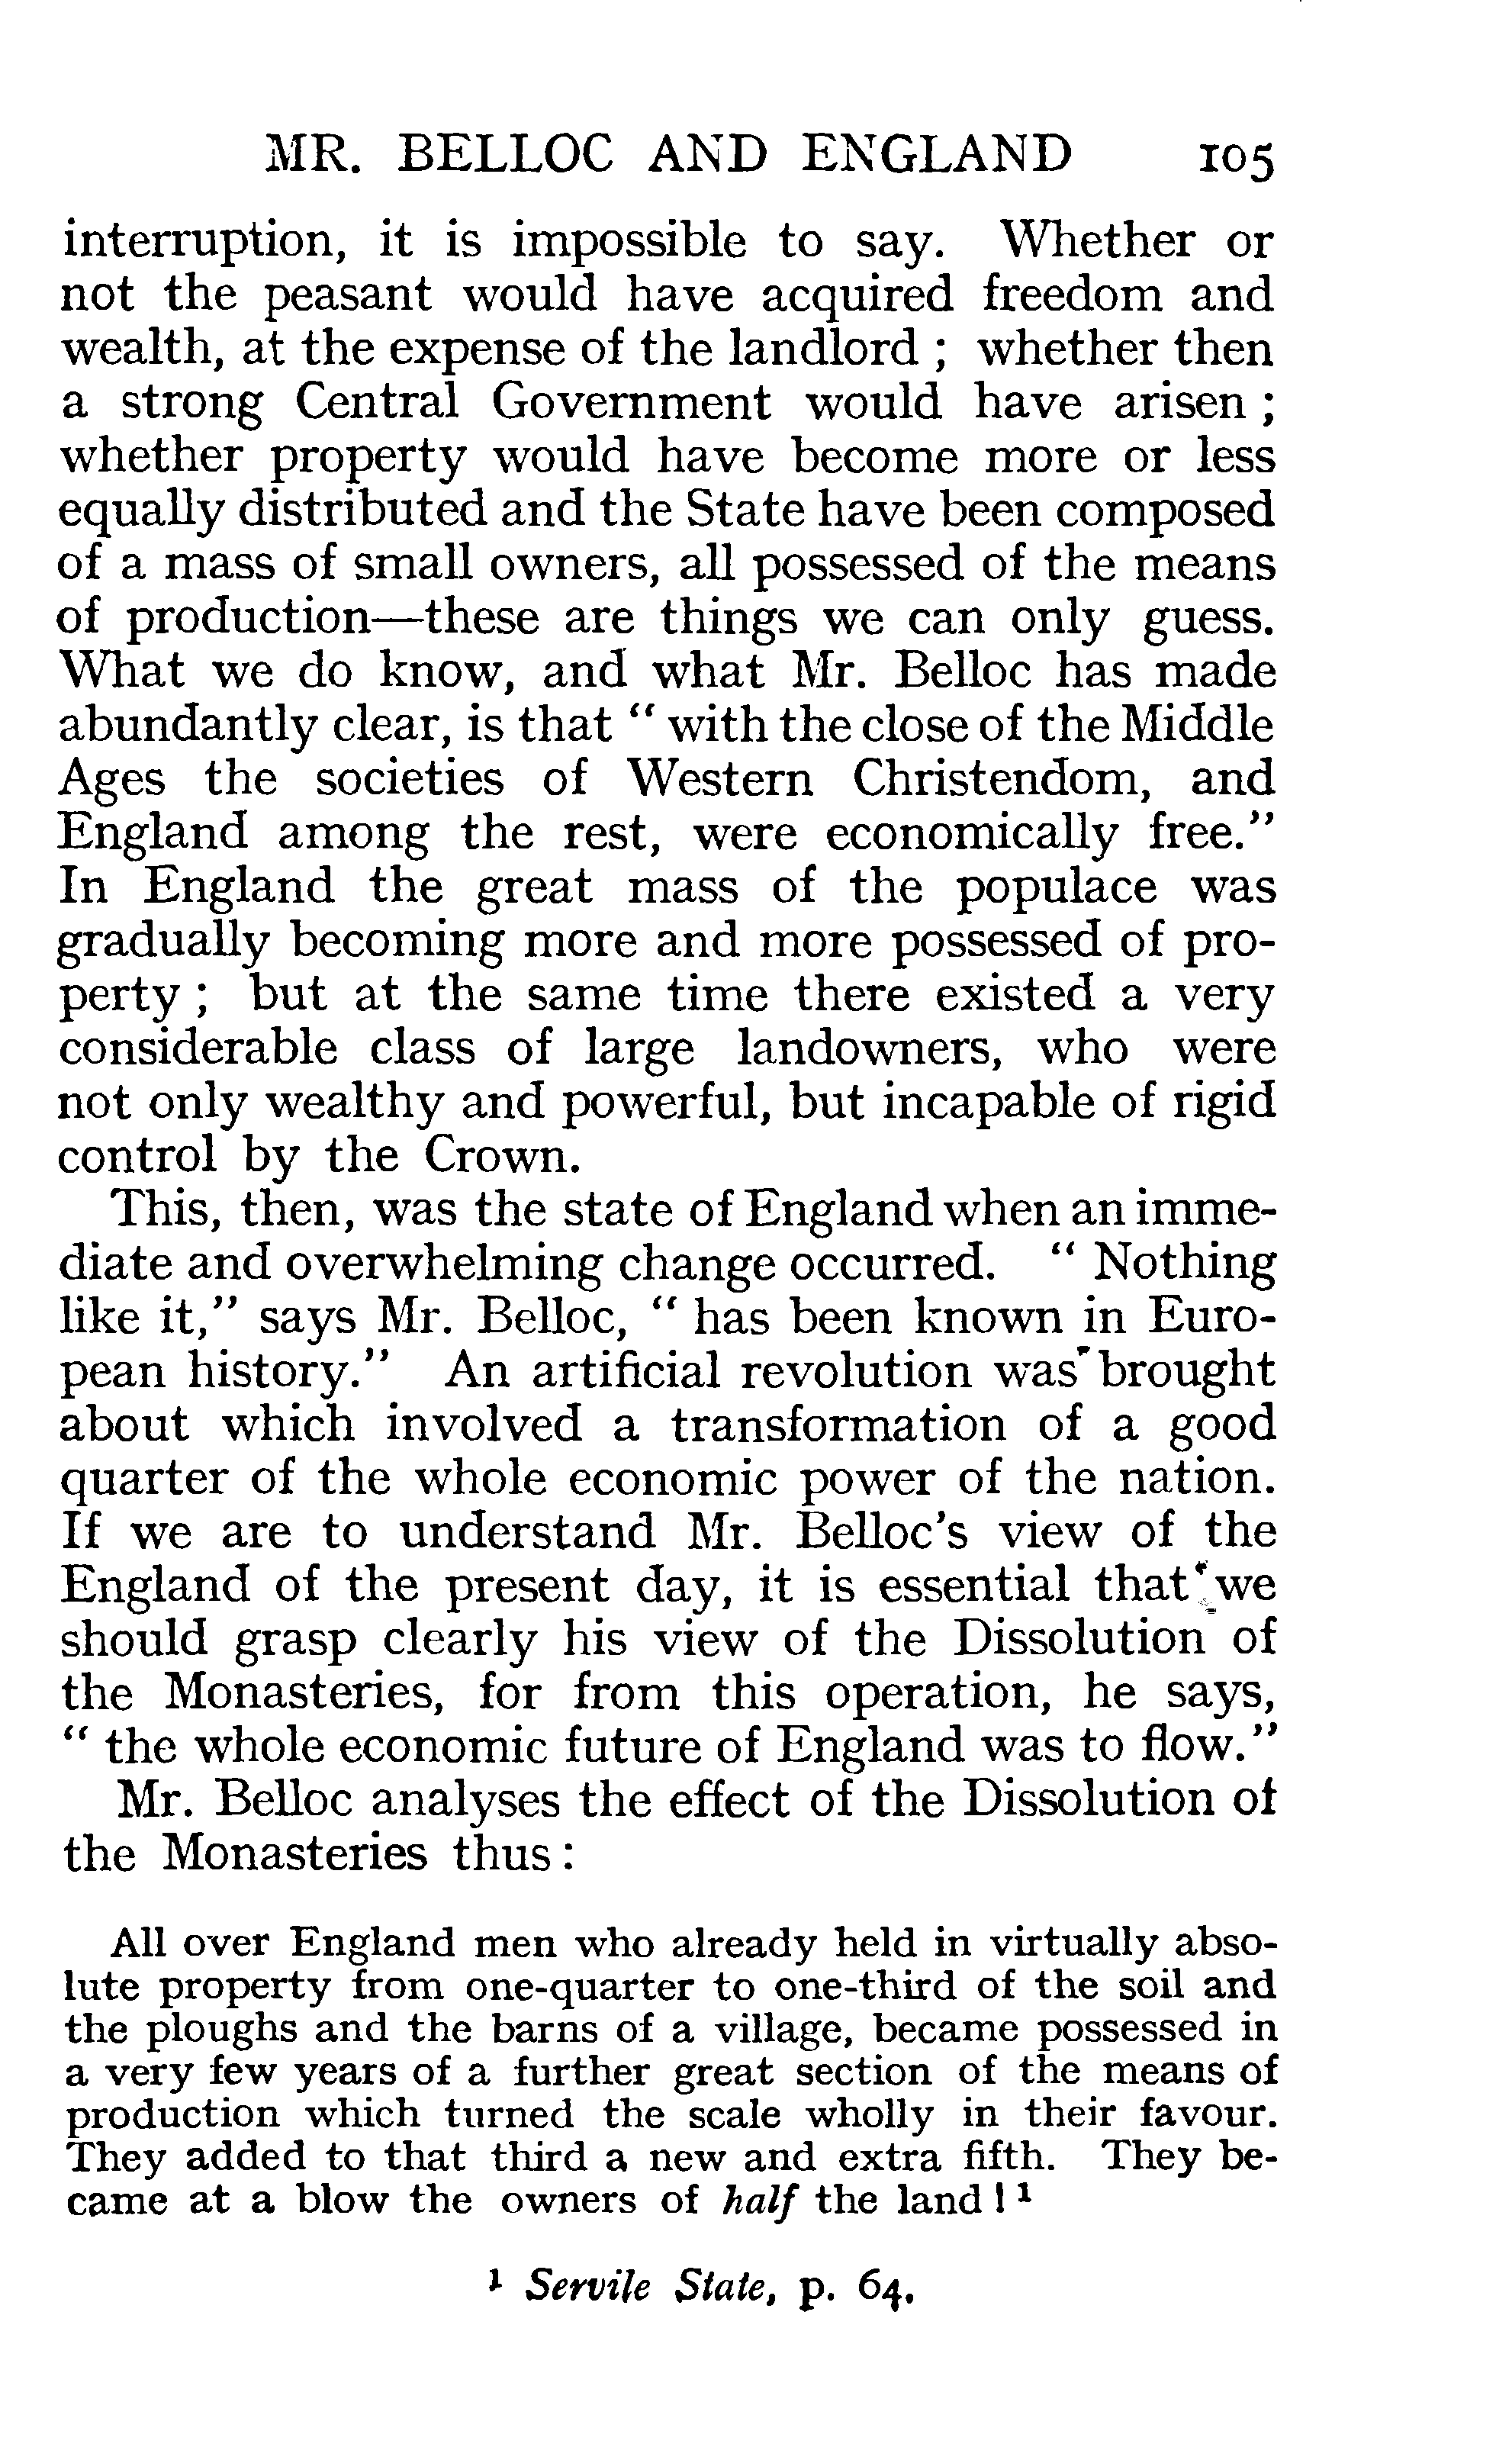 MR. BELLOC AND ENGLAND 105
interruption, it is impossible to say. Whether or
not the peasant would have acquired freedom and
wealth, at the expense of the landlord ; whether then
a strong Central Government would have arisen ;
whether property would have become more or less
equally distributed and the State have been composed
of a mass of small owners, all possessed of the means
of production—these are things we can only guess.
What we do know, and what Mr. Belloc has made
abundantly clear, is that “ with the close of the Middle
Ages the societies of Western Christendom, and
England among the rest, were economically free.”
In England the great mass of the populace was
gradually becoming more and more possessed of pro-
perty ; but at the same time there existed a very
considerable class of large landowners, who were
not only wealthy and powerful, but incapable of rigid
control by the Crown.
This, then, was the state of England when an imme-
diate and overwhelming change occurred. “ Nothing
like it,” says Mr. Belloc, “ has been known in Euro-
pean history.” An artificial revolution was brought
about which involved a transformation of a good
quarter of the whole economic power of the nation.
If we are to understand Mr. Belloc’s view of the
England of the present day, it is essential that we
should grasp clearly his view of the Dissolution of
the Monasteries, for from this operation, he says,
“ the whole economic future of England was to flow.”
Mr. Belloc analyses the effect of the Dissolution of
the Monasteries thus :
All over England men who already held in virtually abso-
lute property from one-quarter to one-third of the soil and
the ploughs and the barns of a village, became possessed in
a very few years of a further great section of the means of
production which turned the scale wholly in their favour.
They added to that third a new and extra fifth. They be-
came at a blow the owners of half the land ! ¹
¹ Servile State, p. 64.